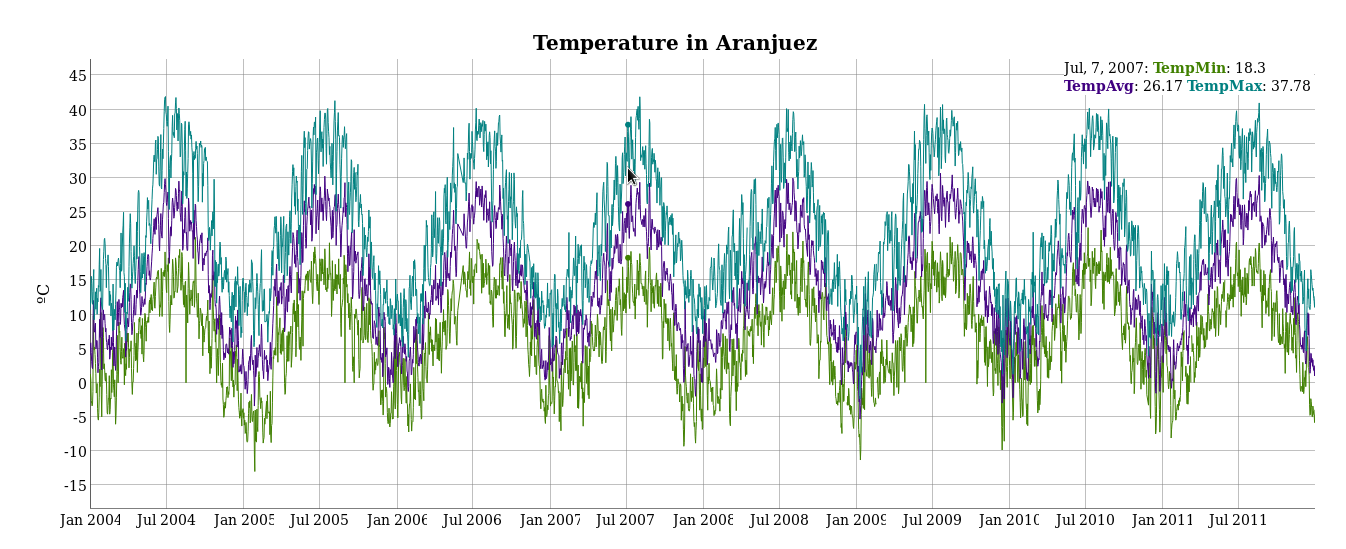 Temperature in Aranjuez
Jul, 7, 2007: TempMin: 18.3
TempAvg: 26.17 TempMax: 37.78
45
40
35
30
25
20
15
10
5
0
-5
-10
-15
ºC
Jan 2004 Jul 2004 Jan 2005 Jul 2005 Jan 2006 Jul 2006 Jan 2007 Jul 2007 Jan 2008 Jul 2008 Jan 2009 Jul 2009 Jan 2010 Jul 2010 Jan 2011 Jul 2011